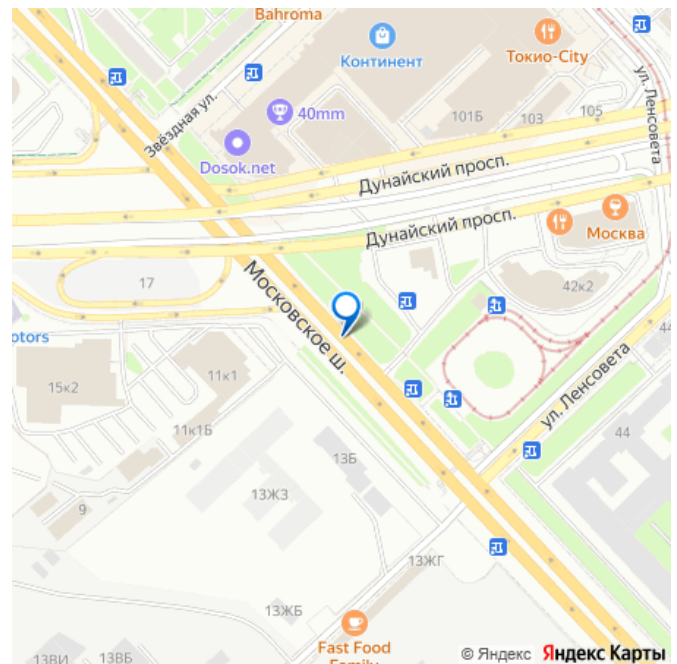 Bahroma
Континент
Токио-City
40mm
101Б
103
105
ул. Ленсовета
Звёздная ул.
Dosok.net
Дунайский просп.
Дунайский просп.
Москва
17
Московское ш.
42к2
44
otors
11к1
15к2
ул. Ленсовета
11к1Б
44
13Б
13ЖЗ
9
13ЖГ
13ЖБ
Fast Food
Family
13ВИ
13ВБ
© Яндекс Яндекс Карты